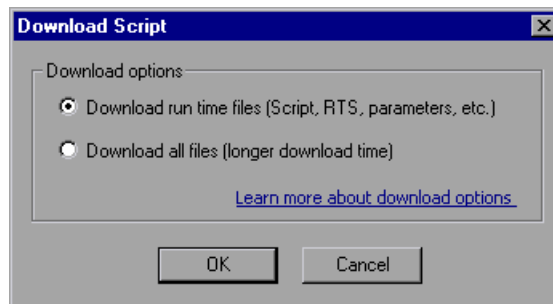 Download Script
Download options
Download run time files (Script, RTS, parameters, etc.)
Download all files (longer download time)
Learn more about download options
OK
Cancel